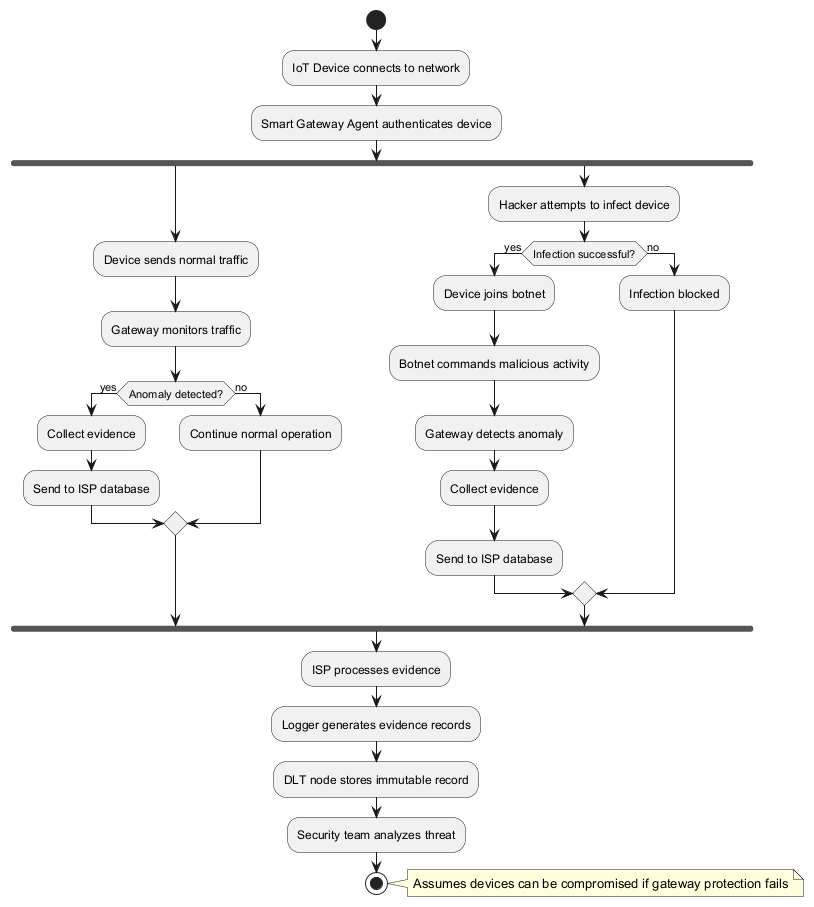 IoT Device connects to network
Smart Gateway Agent authenticates device
Device sends normal traffic
Gateway monitors traffic
Anomaly detected?
yes
no
Collect evidence
Send to ISP database
Continue normal operation
Hacker attempts to infect device
Infection successful?
yes
no
Device joins botnet
Botnet commands malicious activity
Gateway detects anomaly
Collect evidence
Send to ISP database
Infection blocked
ISP processes evidence
Logger generates evidence records
DLT node stores immutable record
Security team analyzes threat
Assumes devices can be compromised if gateway protection fails